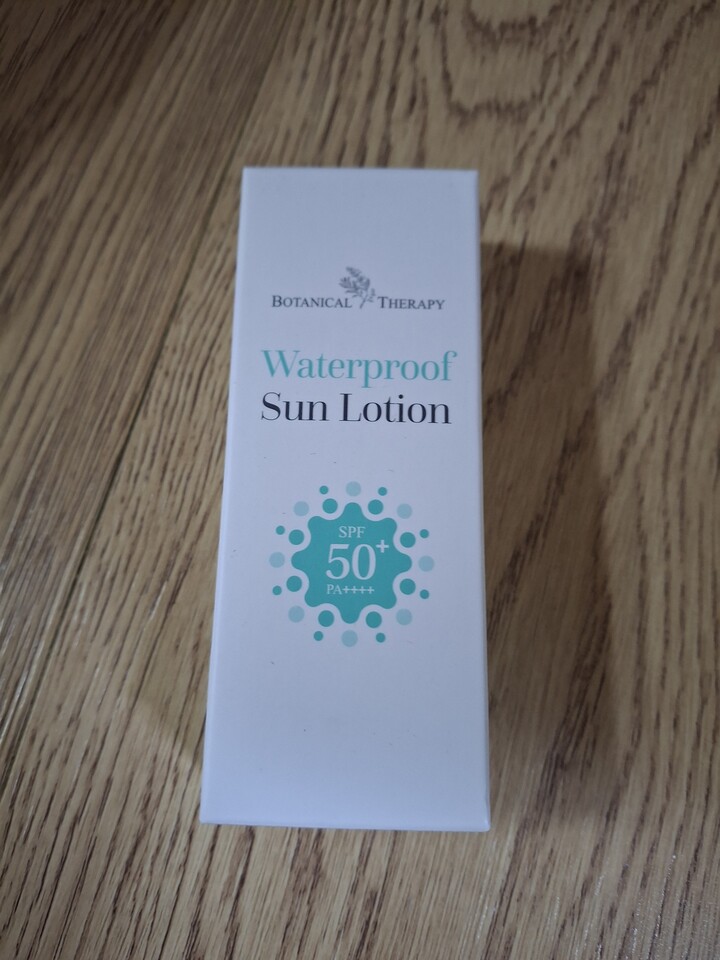 BOTANICAL THERAPY
Waterproof
Sun Lotion
SPF
50+
PA++++